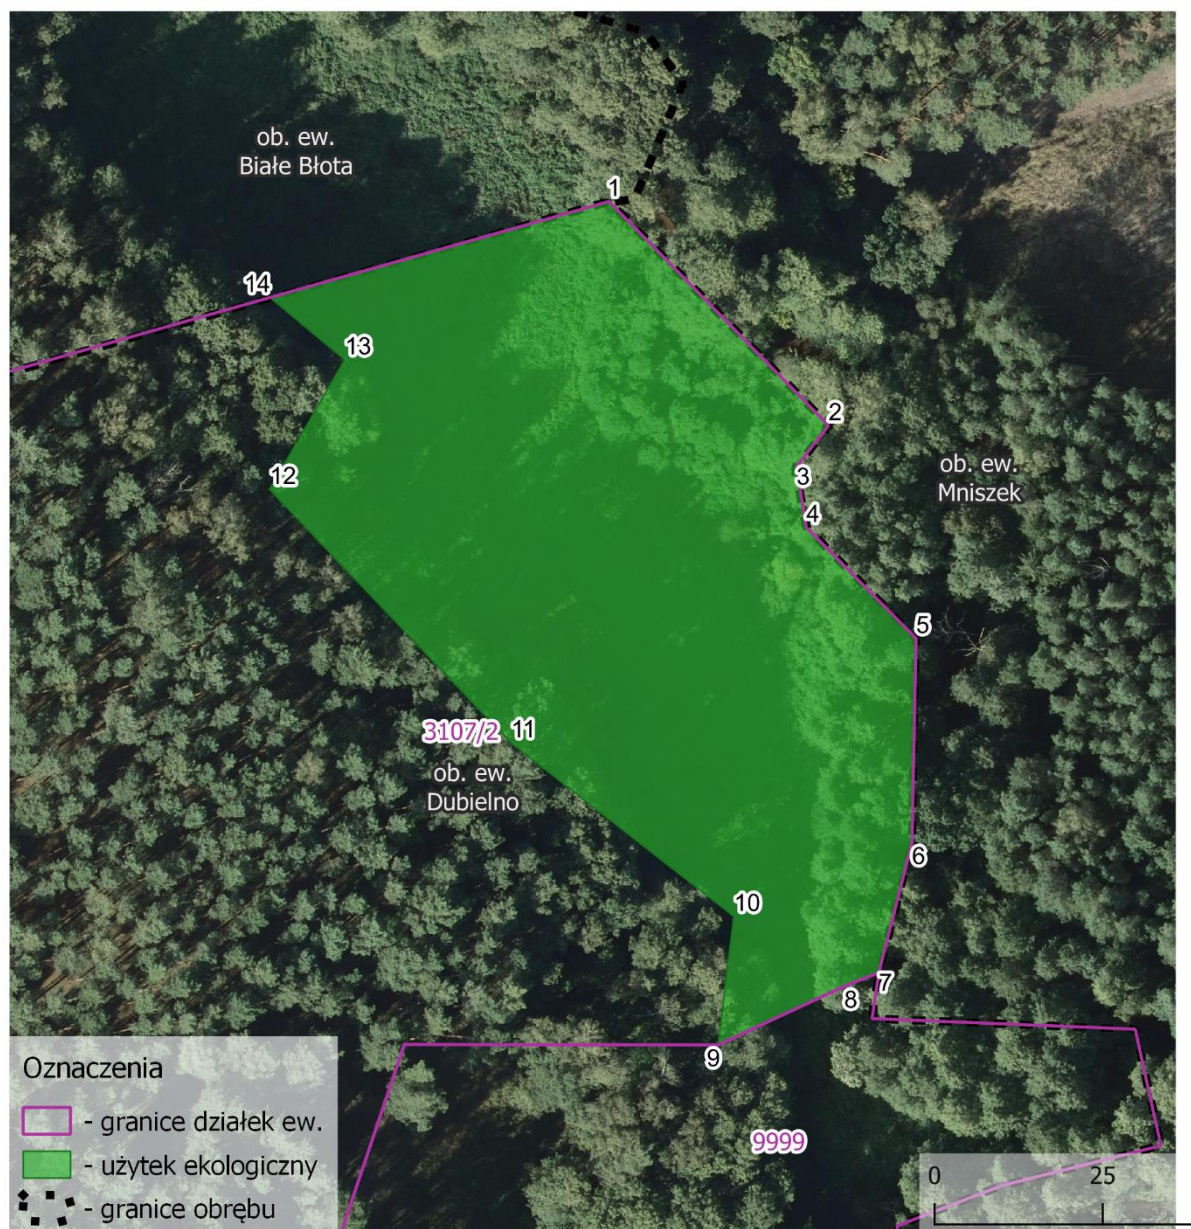 ob. ew.
Białe Błota
1
14
13
2
12
3
ob. ew.
Mniszek
4
5
3107/2
11
ob. ew.
Dubielno
6
10
7
8
9
Oznaczenia
- granice działek ew.
- użytek ekologiczny
- granice obrębu
9999
0 25